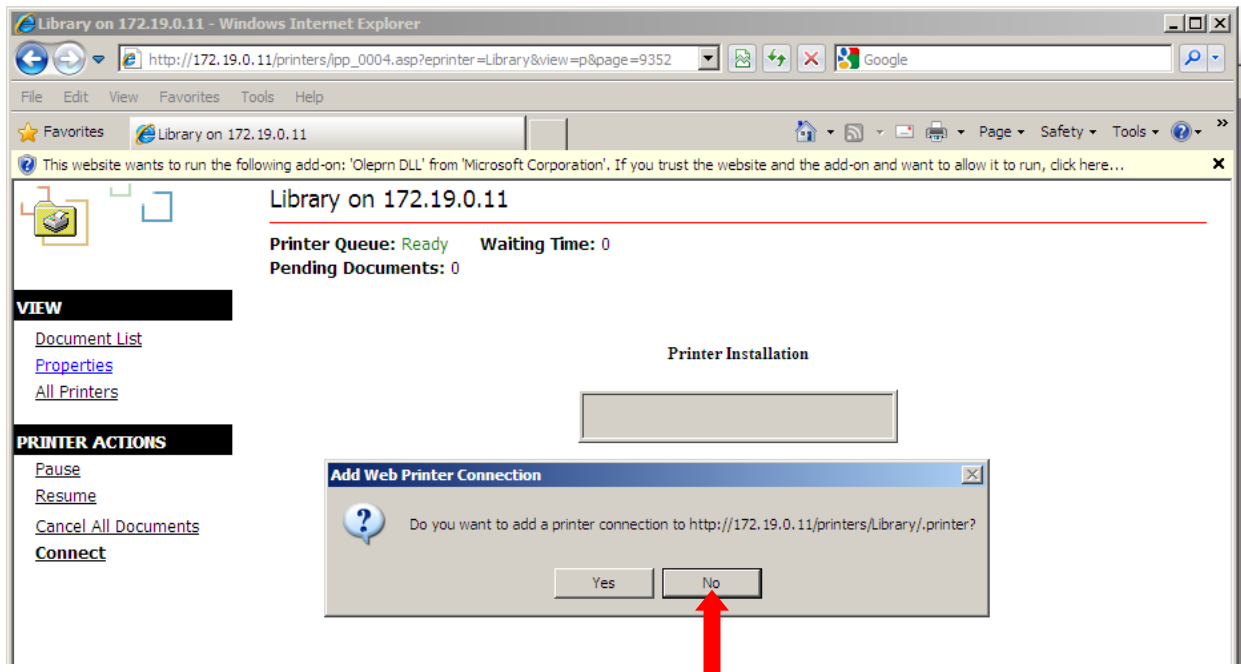 Library on 172.19.0.11 - Windows Internet Explorer
http://172.19.0.11/printers/ipp_0004.asp?eprinter=Library&view=p&page=9352 Google
File Edit View Favorites Tools Help
Favorites Library on 172.19.0.11 Page Safety Tools »
This website wants to run the following add-on: 'Oleprn DLL' from 'Microsoft Corporation'. If you trust the website and the add-on and want to allow it to run, click here...
Library on 172.19.0.11
Printer Queue: Ready Waiting Time: 0
Pending Documents: 0
VIEW
Document List
Properties
All Printers
Printer Installation
PRINTER ACTIONS
Pause
Resume
Cancel All Documents
Connect
Add Web Printer Connection
Do you want to add a printer connection to http://172.19.0.11/printers/Library/.printer?
Yes No